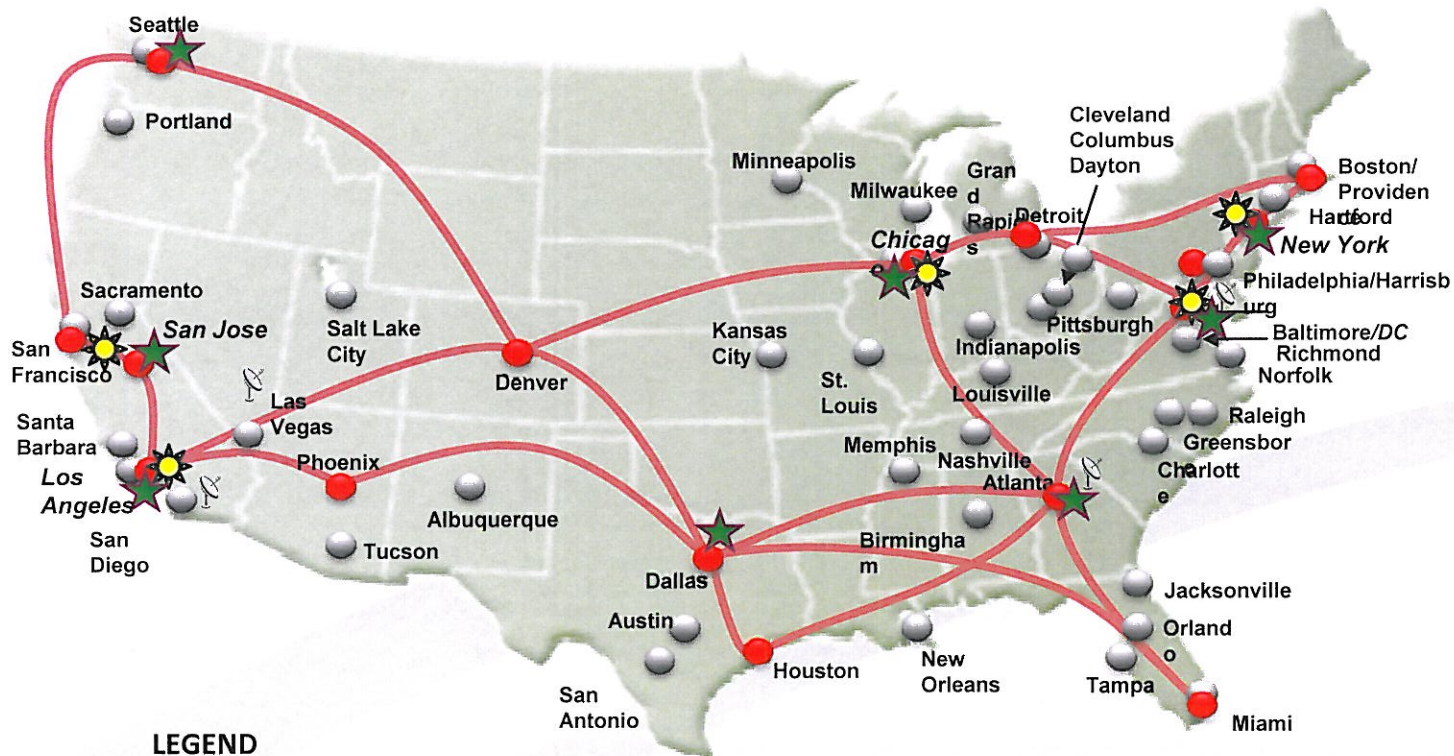 Seattle
Portland
Sacramento
San Jose
San
Francisco
Salt Lake
City
Denver
Las
Vegas
Santa
Barbara
Los
Angeles
San
Diego
Phoenix
Tucson
Albuquerque
Minneapolis
Milwaukee
Gran
d
Rapid
s
Detroit
Chicag
o
Cleveland
Columbus
Dayton
Boston/
Providen
ce
Hartford
New York
Philadelphia/Harrisb
urg
Pittsburgh
Baltimore/DC
Richmond
Norfolk
Kansas
City
St.
Louis
Indianapolis
Louisville
Memphis
Nashville
Atlanta
Raleigh
Greensbor
o
Charlott
e
Birmingha
m
Dallas
Austin
San
Antonio
Houston
New
Orleans
Jacksonville
Orland
o
Tampa
Miami
LEGEND